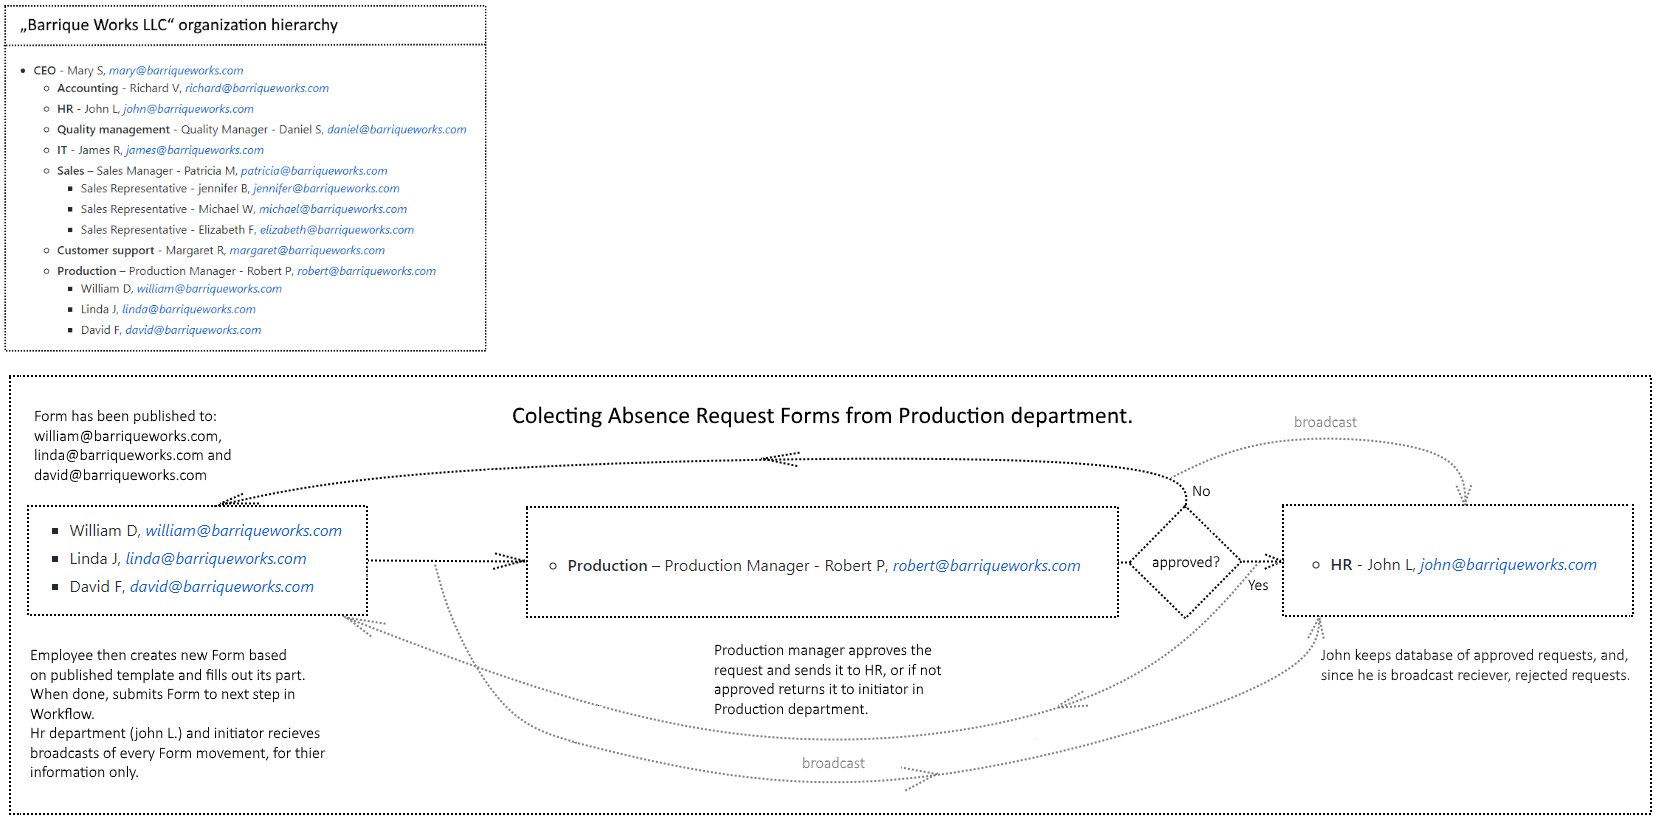 „Barrique Works LLC“ organization hierarchy
CEO - Mary S, mary@barriqueworks.com
Accounting - Richard V, richard@barriqueworks.com
HR - John L, john@barriqueworks.com
Quality management - Quality Manager - Daniel S, daniel@barriqueworks.com
IT - James R, james@barriqueworks.com
Sales – Sales Manager - Patricia M, patricia@barriqueworks.com
Sales Representative - jennifer B, jennifer@barriqueworks.com
Sales Representative - Michael W, michael@barriqueworks.com
Sales Representative - Elizabeth F, elizabeth@barriqueworks.com
Customer support - Margaret R, margaret@barriqueworks.com
Production – Production Manager - Robert P, robert@barriqueworks.com
William D, william@barriqueworks.com
Linda J, linda@barriqueworks.com
David F, david@barriqueworks.com
Colecting Absence Request Forms from Production department.
Form has been published to:
william@barriqueworks.com,
linda@barriqueworks.com and
david@barriqueworks.com
broadcast
No
William D, william@barriqueworks.com
Linda J, linda@barriqueworks.com
David F, david@barriqueworks.com
Production – Production Manager - Robert P, robert@barriqueworks.com
approved?
Yes
HR - John L, john@barriqueworks.com
Employee then creates new Form based
on published template and fills out its part.
When done, submits Form to next step in
Workflow.
Hr department (john L.) and initiator recieves
broadcasts of every Form movement, for thier
information only.
Production manager approves the
request and sends it to HR, or if not
approved returns it to initiator in
Production department.
John keeps database of approved requests, and,
since he is broadcast reciever, rejected requests.
broadcast